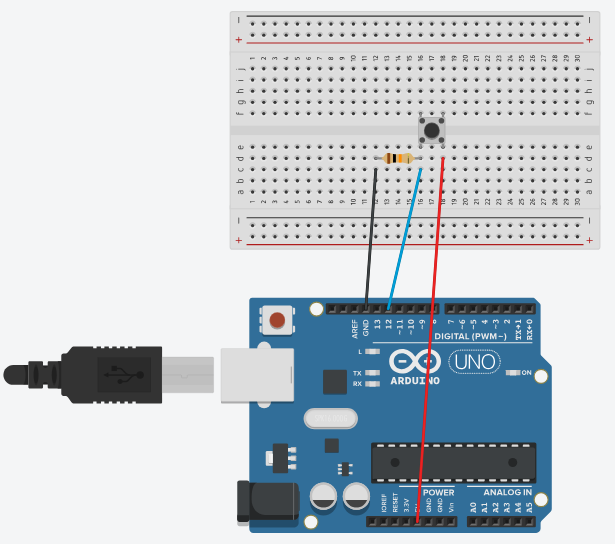 − −
+ +
1 2 3 4 5 6 7 8 9 10 11 12 13 14 15 16 17 18 19 20 21 22 23 24 25 26 27 28 29 30
j j
i i
h h
g g
f f
e e
d d
c c
b b
a a
1 2 3 4 5 6 7 8 9 10 11 12 13 14 15 16 17 18 19 20 21 22 23 24 25 26 27 28 29 30
− −
+ +
AREF GND 13 12 ~11 ~10 ~9 8 7 ~6 ~5 4 ~3 2 TX→1 RX←0
DIGITAL (PWM~)
L
TX
RX
ARDUINO
UNO
ON
POWER ANALOG IN
IOREF RESET 3.3V GND GND Vin A0 A1 A2 A3 A4 A5